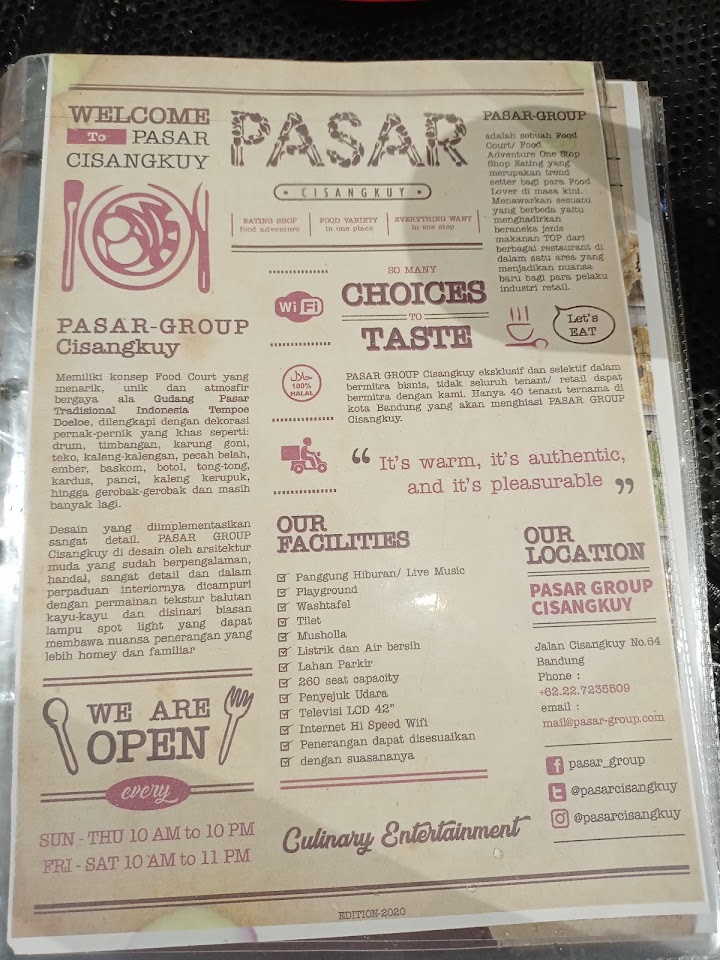 WELCOME
To PASAR
CISANGKUY
PASAR
• CISANGKUY •
EATING SHOP
food adventure
FOOD VARIETY
in one place
EVERYTHING WANT
in one stop
PASAR-GROUP
adalah sebuah Food
Court/ Food
Adventure One Stop
Shop Eating yang
merupakan trend
setter bagi para Food
Lover di masa kini.
Menawarkan sesuatu
yang berbeda yaitu
menghadirkan
beraneka jenis
makanan TOP dari
berbagai restaurant di
dalam satu area yang
menjadikan nuansa
baru bagi para pelaku
industri retail.
PASAR-GROUP
Cisangkuy
Memiliki konsep Food Court yang
menarik, unik dan atmosfir
bergaya ala Gudang Pasar
Tradisional Indonesia Tempoe
Doeloe, dilengkapi dengan dekorasi
pernak-pernik yang khas seperti:
drum, timbangan, karung goni,
teko, kaleng-kalengan, pecah belah,
ember, baskom, botol, tong-tong,
kardus, panci, kaleng kerupuk,
hingga gerobak-gerobak dan masih
banyak lagi.
Desain yang diimplementasikan
sangat detail. PASAR GROUP
Cisangkuy di desain oleh arsitektur
muda yang sudah berpengalaman,
handal, sangat detail dan dalam
perpaduan interiornya dicampuri
dengan permainan tekstur balutan
kayu-kayu dan disinari biasan
lampu spot light yang dapat
membawa nuansa penerangan yang
lebih homey dan familiar
WE ARE
OPEN
every
SUN - THU 10 AM to 10 PM
FRI - SAT 10 AM to 11 PM
WiFi
حلال
100%
HALAL
SO MANY
CHOICES
TO
TASTE
Let's
EAT
PASAR GROUP Cisangkuy eksklusif dan selektif dalam
bermitra bisnis, tidak seluruh tenant/ retail dapat
bermitra dengan kami. Hanya 40 tenant ternama di
kota Bandung yang akan menghiasi PASAR GROUP
Cisangkuy.
“ It's warm, it's authentic,
and it's pleasurable ”
OUR
FACILITIES
Panggung Hiburan/ Live Music
Playground
Washtafel
Tilet
Musholla
Listrik dan Air bersih
Lahan Parkir
260 seat capacity
Penyejuk Udara
Televisi LCD 42"
Internet Hi Speed Wifi
Penerangan dapat disesuaikan
dengan suasananya
Culinary Entertainment
OUR
LOCATION
PASAR GROUP
CISANGKUY
Jalan Cisangkuy No.64
Bandung
Phone :
+62.22.7235509
email :
mail@pasar-group.com
pasar_group
@pasarcisangkuy
@pasarcisangkuy
EDITION-2020